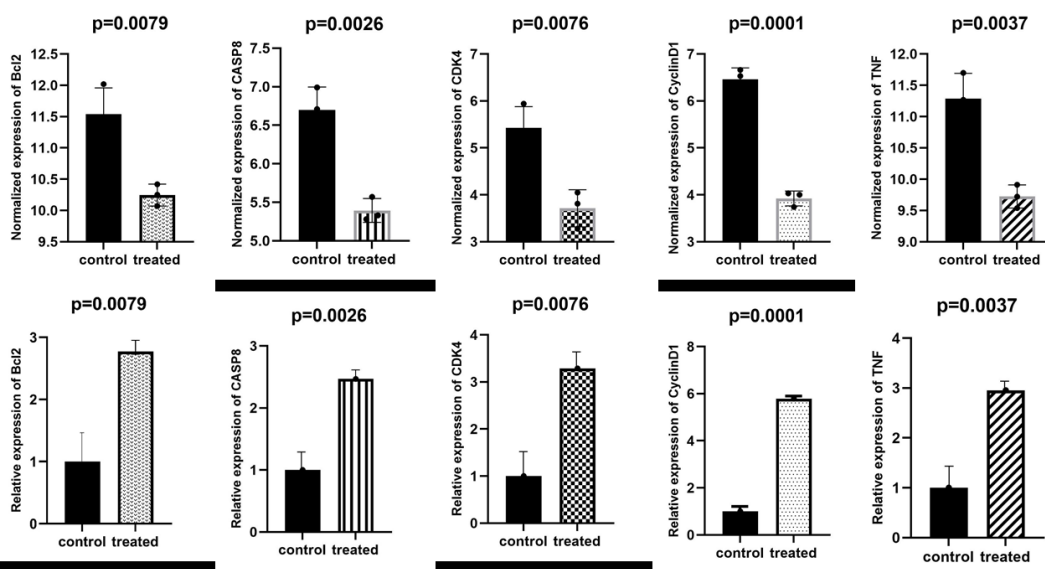 p=0.0079
Normalized expression of Bcl2
12.5
12.0
11.5
11.0
10.5
10.0
9.5
control treated
p=0.0026
Normalized expression of CASP8
7.5
7.0
6.5
6.0
5.5
5.0
control treated
p=0.0076
Normalized expression of CDK4
7
6
5
4
3
control treated
p=0.0001
Normalized expression of CyclinD1
7
6
5
4
3
control treated
p=0.0037
Normalized expression of TNF
12.0
11.5
11.0
10.5
10.0
9.5
9.0
control treated
p=0.0079
Relative expression of Bcl2
3
2
1
0
control treated
p=0.0026
Relative expression of CASP8
3
2
1
0
control treated
p=0.0076
Relative expression of CDK4
4
3
2
1
0
control treated
p=0.0001
Relative expression of CyclinD1
8
6
4
2
0
control treated
p=0.0037
Relative expression of TNF
4
3
2
1
0
control treated